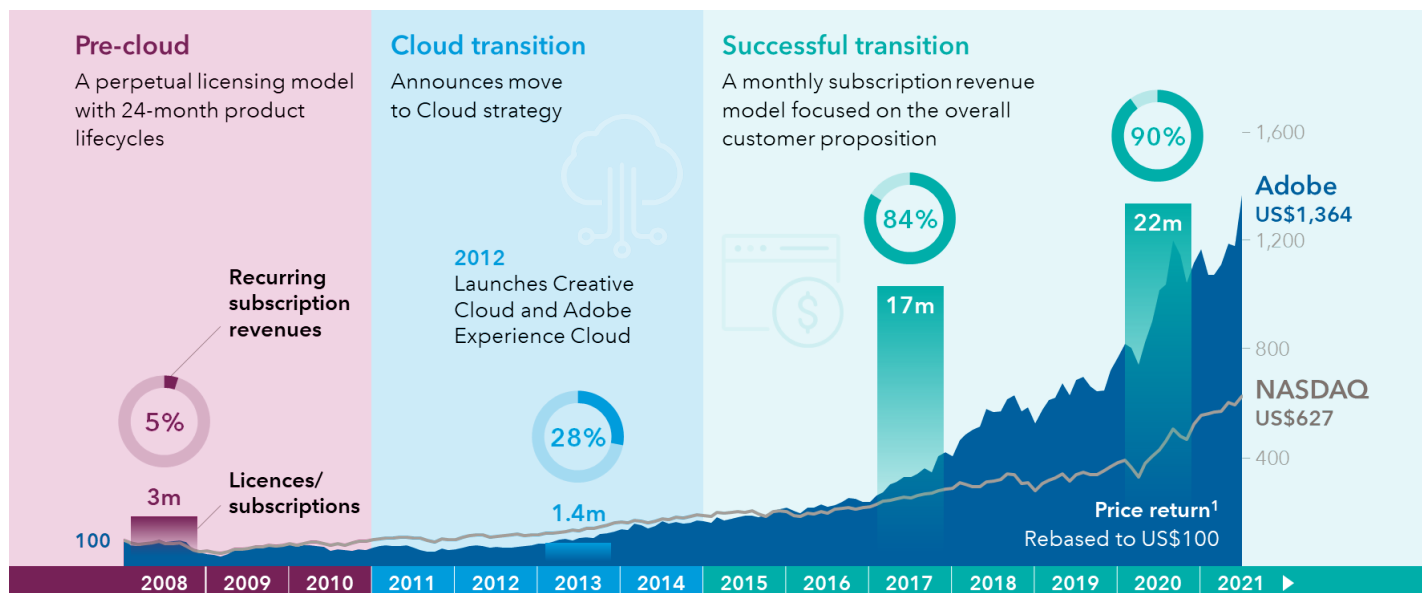 Pre-cloud
A perpetual licensing model
with 24-month product
lifecycles
Recurring
subscription
revenues
5%
Licences/
subscriptions
3m
100
Cloud transition
Announces move
to Cloud strategy
2012
Launches Creative
Cloud and Adobe
Experience Cloud
28%
1.4m
Successful transition
A monthly subscription revenue
model focused on the overall
customer proposition
$
84%
17m
90%
22m
1,600
Adobe
US$1,364
1,200
800
NASDAQ
US$627
400
Price return¹
Rebased to US$100
2008 2009 2010 2011 2012 2013 2014 2015 2016 2017 2018 2019 2020 2021